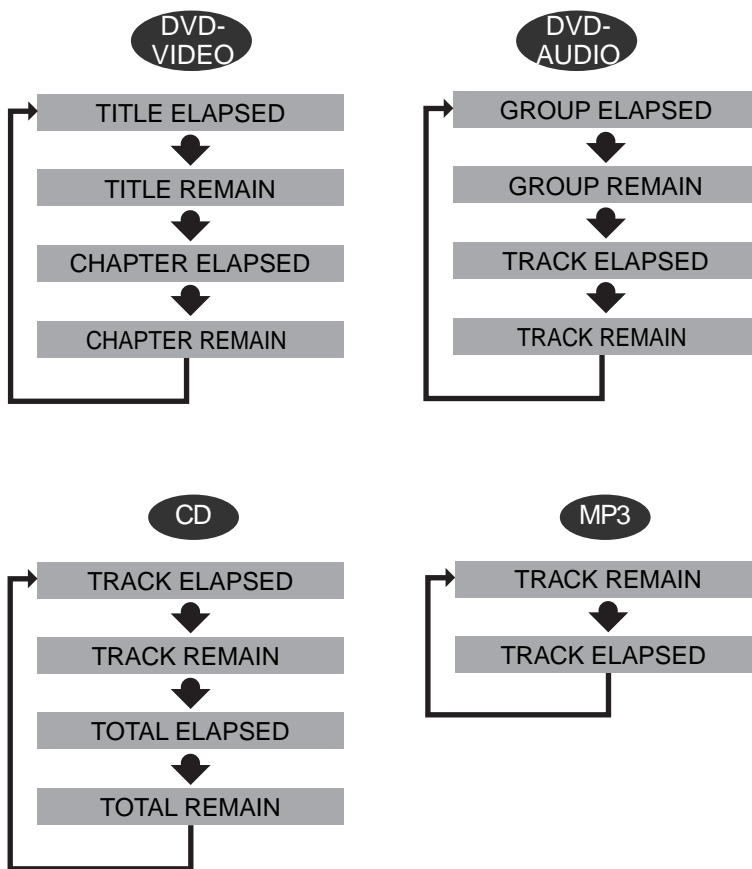 DVD-
VIDEO
TITLE ELAPSED
TITLE REMAIN
CHAPTER ELAPSED
CHAPTER REMAIN
DVD-
AUDIO
GROUP ELAPSED
GROUP REMAIN
TRACK ELAPSED
TRACK REMAIN
CD
TRACK ELAPSED
TRACK REMAIN
TOTAL ELAPSED
TOTAL REMAIN
MP3
TRACK REMAIN
TRACK ELAPSED